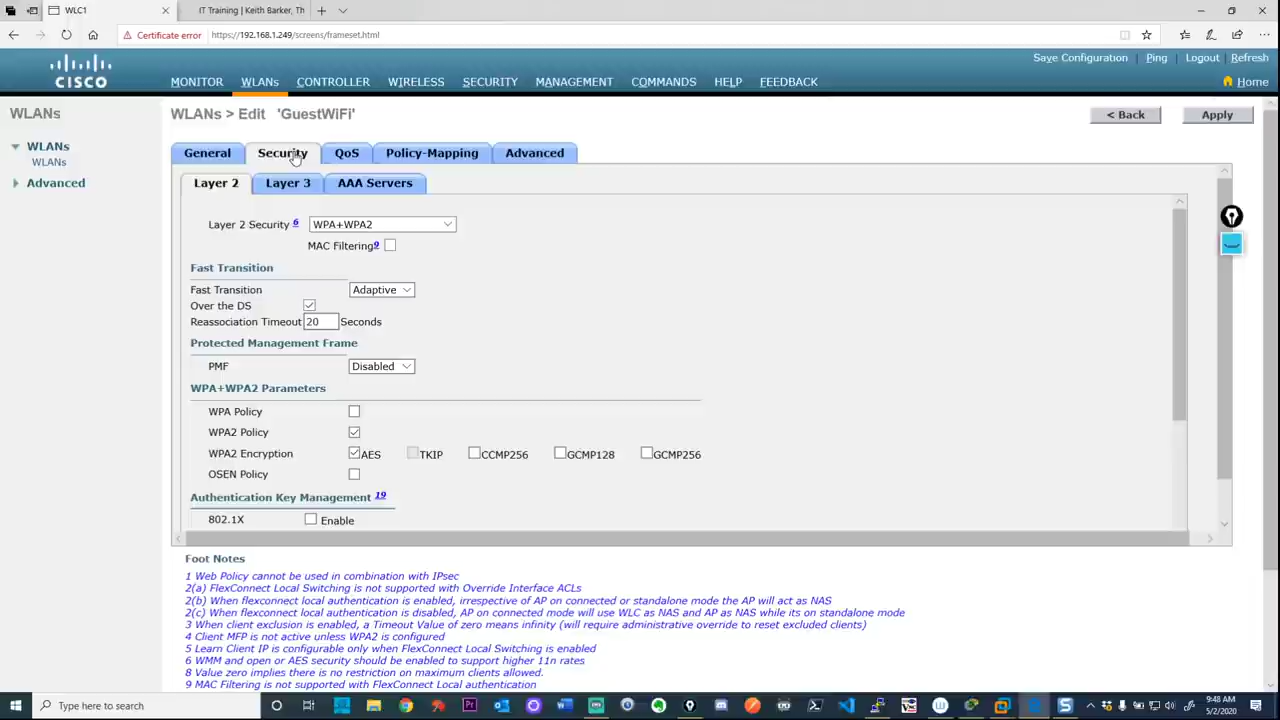 WLC1
IT Training | Keith Barker, Th
Certificate error
https://192.168.1.249/screens/frameset.html
Save Configuration Ping Logout Refresh
CISCO
MONITOR WLANs CONTROLLER WIRELESS SECURITY MANAGEMENT COMMANDS HELP FEEDBACK
Home
WLANs
WLANs > Edit 'GuestWiFi'
< Back
Apply
WLANs
WLANs
Advanced
General Security QoS Policy-Mapping Advanced
Layer 2 Layer 3 AAA Servers
Layer 2 Security 6 WPA+WPA2
MAC Filtering9
Fast Transition
Fast Transition Adaptive
Over the DS
Reassociation Timeout 20 Seconds
Protected Management Frame
PMF Disabled
WPA+WPA2 Parameters
WPA Policy
WPA2 Policy
WPA2 Encryption AES TKIP CCMP256 GCMP128 GCMP256
OSEN Policy
Authentication Key Management 19
802.1X Enable
Foot Notes
1 Web Policy cannot be used in combination with IPsec
2(a) FlexConnect Local Switching is not supported with Override Interface ACLs
2(b) When flexconnect local authentication is enabled, irrespective of AP on connected or standalone mode the AP will act as NAS
2(c) When flexconnect local authentication is disabled, AP on connected mode will use WLC as NAS and AP as NAS while its on standalone mode
3 When client exclusion is enabled, a Timeout Value of zero means infinity (will require administrative override to reset excluded clients)
4 Client MFP is not active unless WPA2 is configured
5 Learn Client IP is configurable only when FlexConnect Local Switching is enabled
6 WMM and open or AES security should be enabled to support higher 11n rates
8 Value zero implies there is no restriction on maximum clients allowed.
9 MAC Filtering is not supported with FlexConnect Local authentication
Type here to search
9:48 AM
5/2/2020